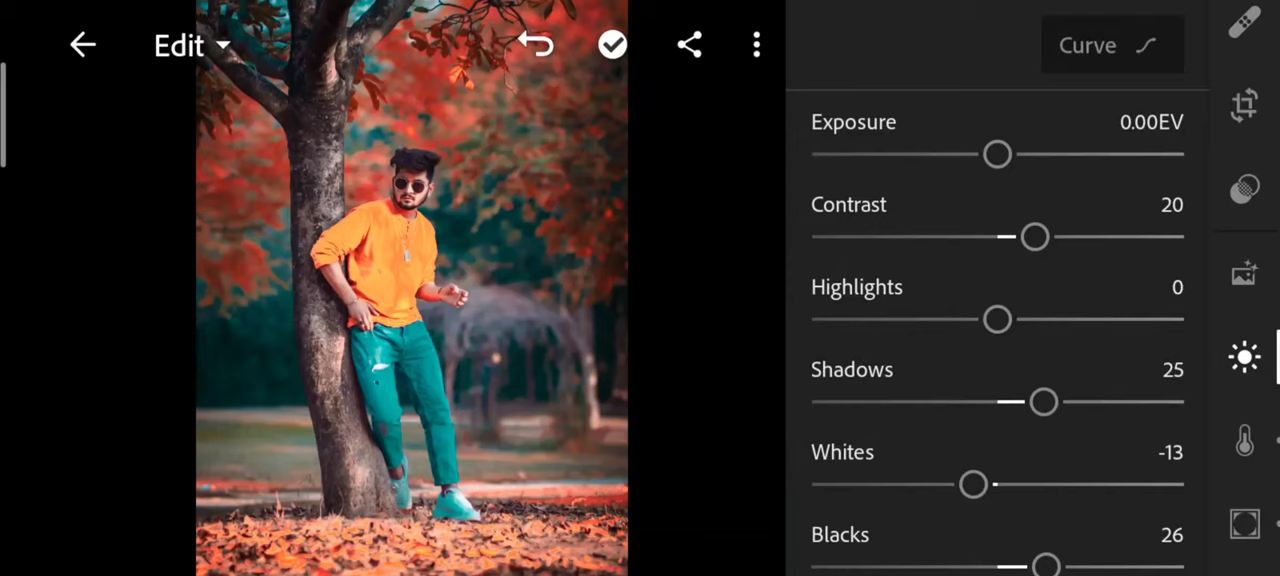 Edit
Curve
Exposure 0.00EV
Contrast 20
Highlights 0
Shadows 25
Whites -13
Blacks 26